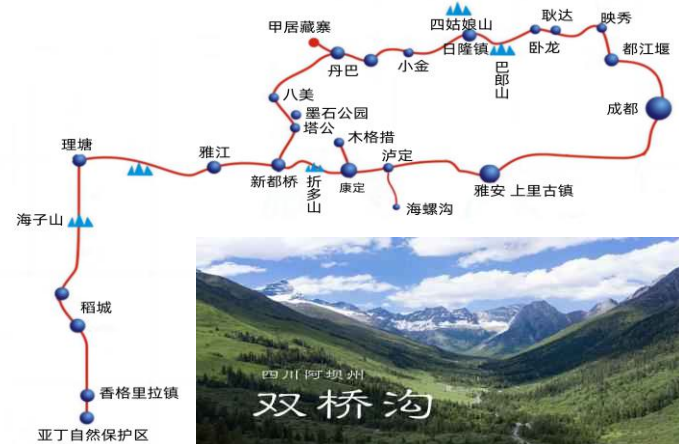 四姑娘山
耿达
映秀
甲居藏寨
日隆镇
卧龙
都江堰
丹巴
小金
巴郎山
八美
成都
墨石公园
塔公
木格措
理塘
雅江
泸定
新都桥
折多山
康定
雅安 上里古镇
海子山
海螺沟
稻城
四川阿坝州
双桥沟
香格里拉镇
亚丁自然保护区